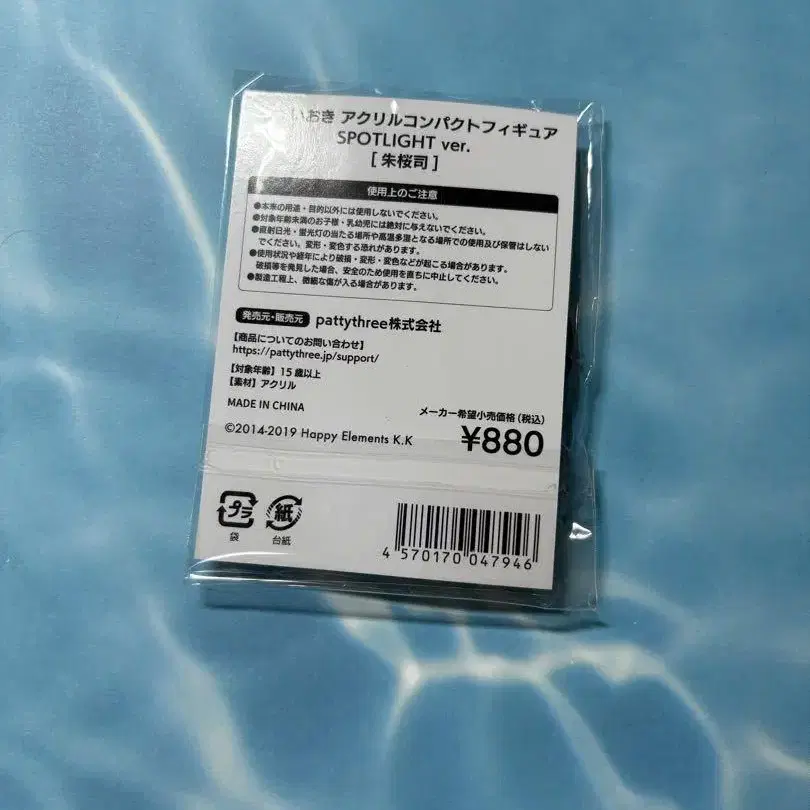 いおき アクリルコンパクトフィギュア
SPOTLIGHT ver.
[ 朱桜司 ]
使用上のご注意
●本来の用途・目的以外には使用しないでください。
●対象年齢未満のお子様・乳幼児には絶対に与えないでください。
●直射日光・蛍光灯の当たる場所や高温多湿となる場所での使用及び保管はしない
でください。変形・変色する恐れがあります。
●使用状況や経年により破損・変形・変色などが起こる場合があります。
破損等を発見した場合、安全のため使用を直ちに中止してください。
●製造工程上、微細な傷が入る場合があります。
発売元・販売元 pattythree株式会社
【商品についてのお問い合わせ】
https://pattythree.jp/support/
【対象年齢】15歳以上
【素材】アクリル
MADE IN CHINA
メーカー希望小売価格(税込)
©2014-2019 Happy Elements K.K
¥880
プラ 紙
袋 台紙
4 570170 047946